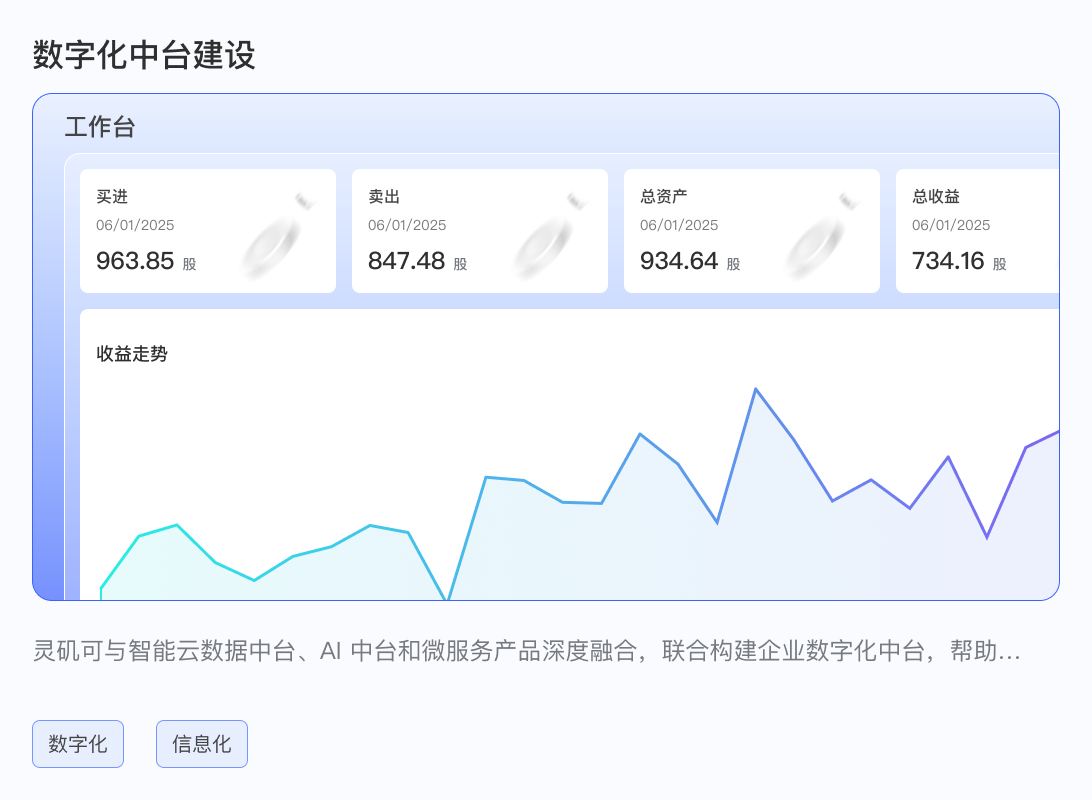 数字化中台建设
工作台
买进
06/01/2025
963.85 股
卖出
06/01/2025
847.48 股
总资产
06/01/2025
934.64 股
总收益
06/01/2025
734.16 股
收益走势
灵矶可与智能云数据中台、AI 中台和微服务产品深度融合，联合构建企业数字化中台，帮助...
数字化
信息化